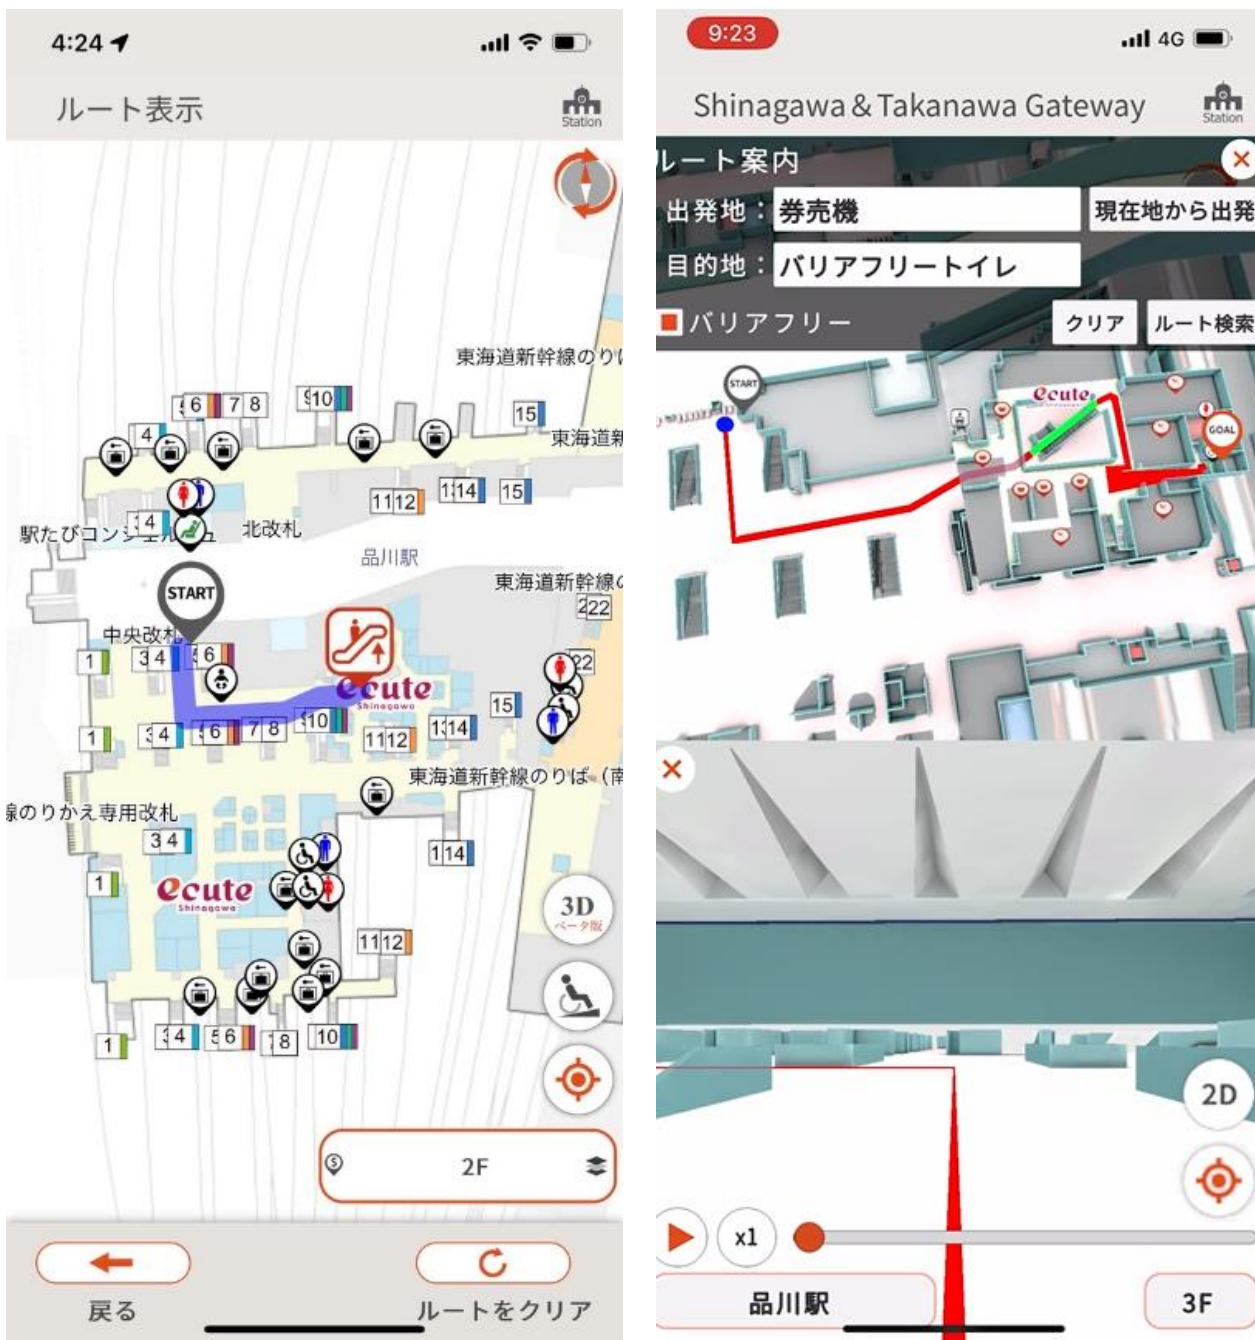 4:24
ルート表示
Station
東海道新幹線のりば
6 7 8
10
15
4
東海道新
11 12
14
15
3 4
駅たびコンシェルジュ
北改札
品川駅
START
東海道新幹線の
22
中央改札
1
3 4
6
22
ecute
Shinagawa
15
10
14
1
3 4
6 7 8
11 12
東海道新幹線のりば（南
線のりかえ専用改札
3 4
14
1
ecute
Shinagawa
3D
ベータ版
11 12
1
3 4
5 6
8
10
2F
戻る
ルートをクリア
9:23
4G
Shinagawa & Takanawa Gateway
Station
ルート案内
出発地：
券売機
現在地から出発
目的地：
バリアフリートイレ
バリアフリー
クリア
ルート検索
START
ecute
Shinagawa
GOAL
2D
x1
品川駅
3F